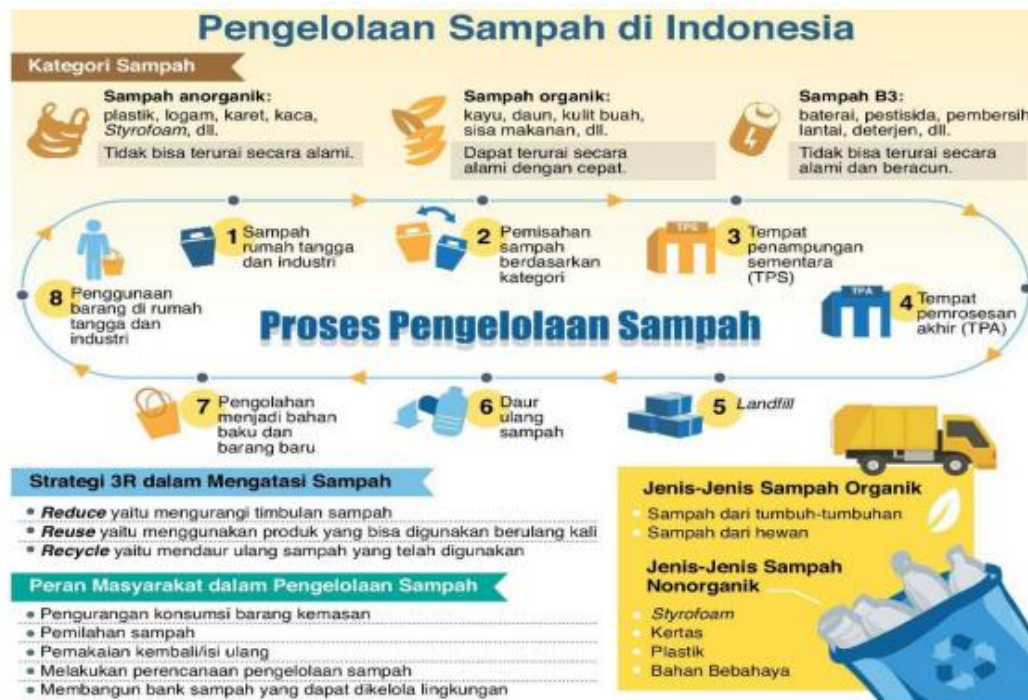 Pengelolaan Sampah di Indonesia
Kategori Sampah
Sampah anorganik:
plastik, logam, karet, kaca,
Styrofoam, dll.
Tidak bisa terurai secara alami.
Sampah organik:
kayu, daun, kulit buah,
sisa makanan, dll.
Dapat terurai secara
alami dengan cepat.
Sampah B3:
baterai, pestisida, pembersih
lantai, deterjen, dll.
Tidak bisa terurai secara
alami dan beracun.
1 Sampah
rumah tangga
dan industri
2 Pemisahan
sampah
berdasarkan
kategori
TPS
3 Tempat
penampungan
sementara
(TPS)
TPA
4 Tempat
pemrosesan
akhir (TPA)
8 Penggunaan
barang di rumah
tangga dan
industri
Proses Pengelolaan Sampah
7 Pengolahan
menjadi bahan
baku dan
barang baru
6 Daur
ulang
sampah
5 Landfill
Strategi 3R dalam Mengatasi Sampah
• Reduce yaitu mengurangi timbulan sampah
• Reuse yaitu menggunakan produk yang bisa digunakan berulang kali
• Recycle yaitu mendaur ulang sampah yang telah digunakan
Peran Masyarakat dalam Pengelolaan Sampah
• Pengurangan konsumsi barang kemasan
• Pemilahan sampah
• Pemakaian kembali/isi ulang
• Melakukan perencanaan pengelolaan sampah
• Membangun bank sampah yang dapat dikelola lingkungan
Jenis-Jenis Sampah Organik
• Sampah dari tumbuh-tumbuhan
• Sampah dari hewan
Jenis-Jenis Sampah
Nonorganik
• Styrofoam
• Kertas
• Plastik
• Bahan Bebahaya